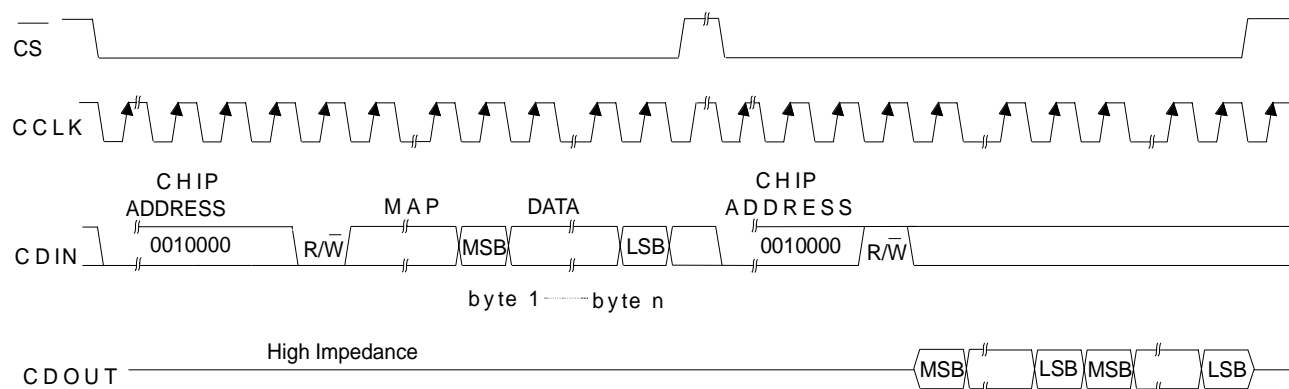 CS
CCLK
CHIP
ADDRESS
MAP
DATA
CHIP
ADDRESS
CDIN
0010000
R/W
MSB
LSB
0010000
R/W
byte 1
byte n
High Impedance
CDOUT
MSB
LSB
MSB
LSB